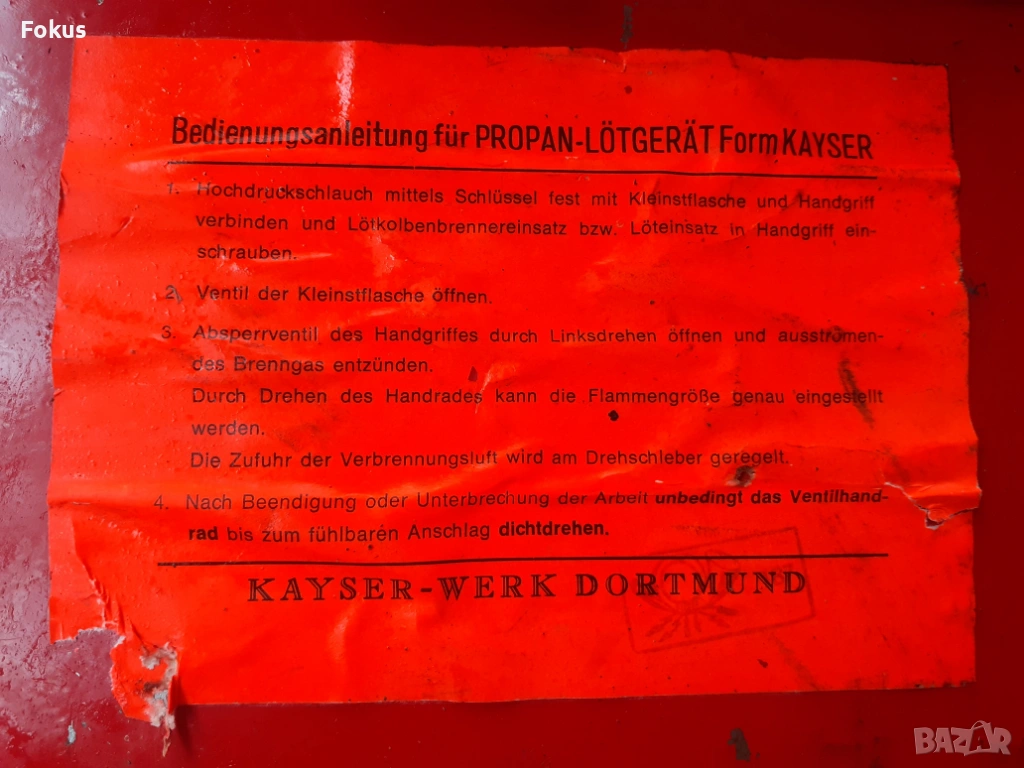 Fokus
Bedienungsanleitung für PROPAN-LÖTGERÄT Form KAYSER
1. Hochdruckschlauch mittels Schlüssel fest mit Kleinstflasche und Handgriff
verbinden und Lötkolbenbrennereinsatz bzw. Löteinsatz in Handgriff ein-
schrauben.
2. Ventil der Kleinstflasche öffnen.
3. Absperrventil des Handgriffes durch Linksdrehen öffnen und ausströmen-
des Brenngas entzünden.
Durch Drehen des Handrades kann die Flammengröße genau eingestellt
werden.
Die Zufuhr der Verbrennungsluft wird am Drehschieber geregelt.
4. Nach Beendigung oder Unterbrechung der Arbeit unbedingt das Ventilhand-
rad bis zum fühlbaren Anschlag dichtdrehen.
KAYSER-WERK DORTMUND
BAZAR